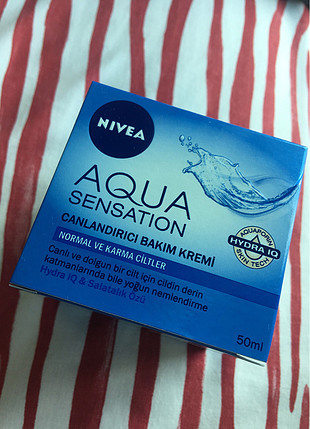 NIVEA
AQUA
SENSATION
CANLANDIRICI BAKIM KREMİ
NORMAL VE KARMA CİLTLER
Canlı ve dolgun bir cilt için cildin derin
katmanlarında bile yoğun nemlendirme
Hydra IQ & Salatalık Özü
AQUAPORIN
HYDRA IQ
SKIN TECH
50ml